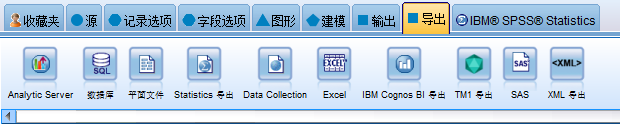 收藏夹 源 记录选项 字段选项 图形 建模 输出 导出 IBM® SPSS® Statistics
SQL EXCEL SAS <XML>
Analytic Server 数据库 平面文件 Statistics 导出 Data Collection Excel IBM Cognos BI 导出 TM1 导出 SAS XML 导出